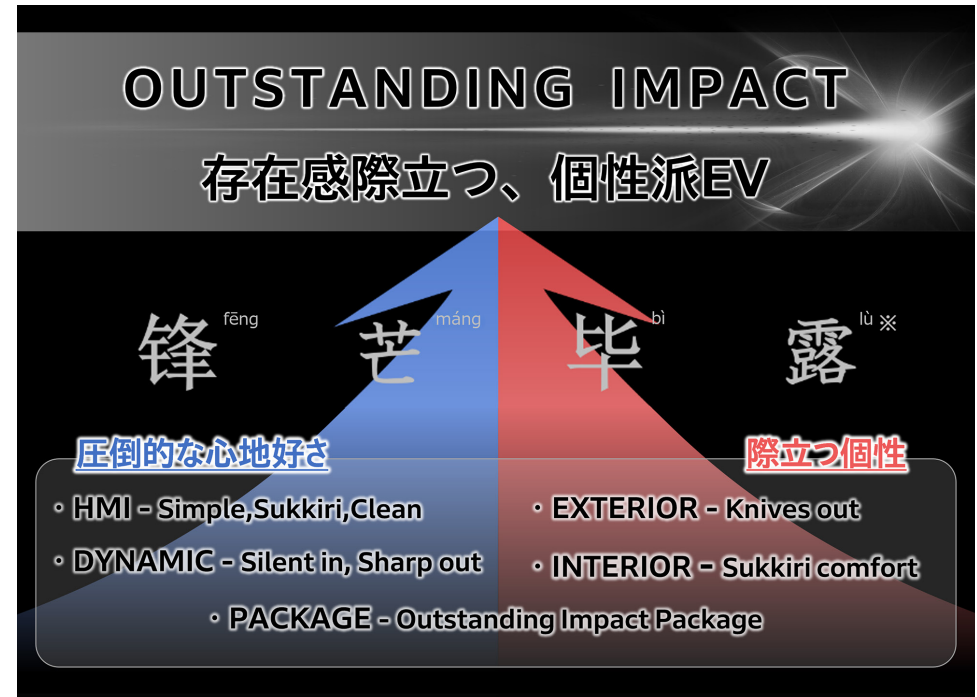 OUTSTANDING IMPACT
存在感際立つ、個性派EV
锋 fēng 芒 máng 毕 bì 露 lù ※
圧倒的な心地好さ
際立つ個性
・HMI – Simple,Sukkiri,Clean
・EXTERIOR – Knives out
・DYNAMIC – Silent in, Sharp out
・INTERIOR – Sukkiri comfort
・PACKAGE – Outstanding Impact Package